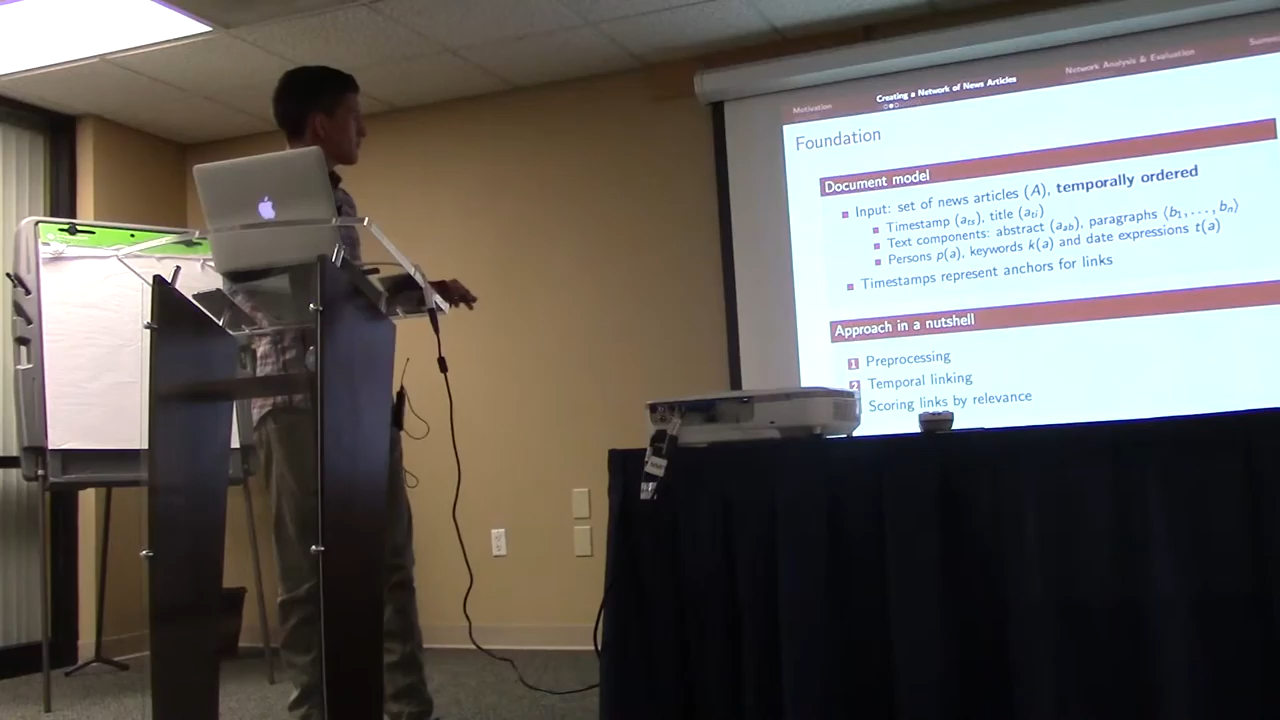 Motivation
Creating a Network of News Articles
Network Analysis & Evaluation
Foundation
Document model
Input: set of news articles (A), temporally ordered
Timestamp (a_ts), title (a_ti)
Text components: abstract (a_ab), paragraphs ⟨b_1, . . . , b_n⟩
Persons p(a), keywords k(a) and date expressions t(a)
Timestamps represent anchors for links
Approach in a nutshell
1 Preprocessing
2 Temporal linking
Scoring links by relevance